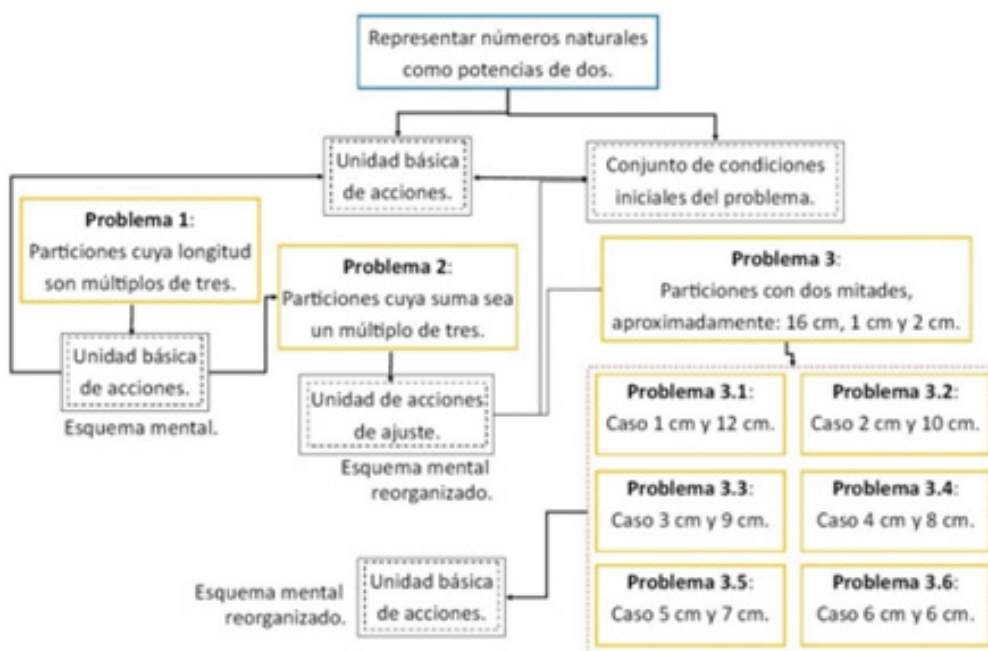 Representar números naturales
como potencias de dos.
Unidad básica
de acciones.
Conjunto de condiciones
iniciales del problema.
Problema 1:
Particiones cuya longitud
son múltiplos de tres.
Problema 2:
Particiones cuya suma sea
un múltiplo de tres.
Problema 3:
Particiones con dos mitades,
aproximadamente: 16 cm, 1 cm y 2 cm.
Unidad básica
de acciones.
Esquema mental.
Unidad de acciones
de ajuste.
Esquema mental
reorganizado.
Problema 3.1:
Caso 1 cm y 12 cm.
Problema 3.2:
Caso 2 cm y 10 cm.
Problema 3.3:
Caso 3 cm y 9 cm.
Problema 3.4:
Caso 4 cm y 8 cm.
Problema 3.5:
Caso 5 cm y 7 cm.
Problema 3.6:
Caso 6 cm y 6 cm.
Esquema mental
reorganizado.
Unidad básica
de acciones.